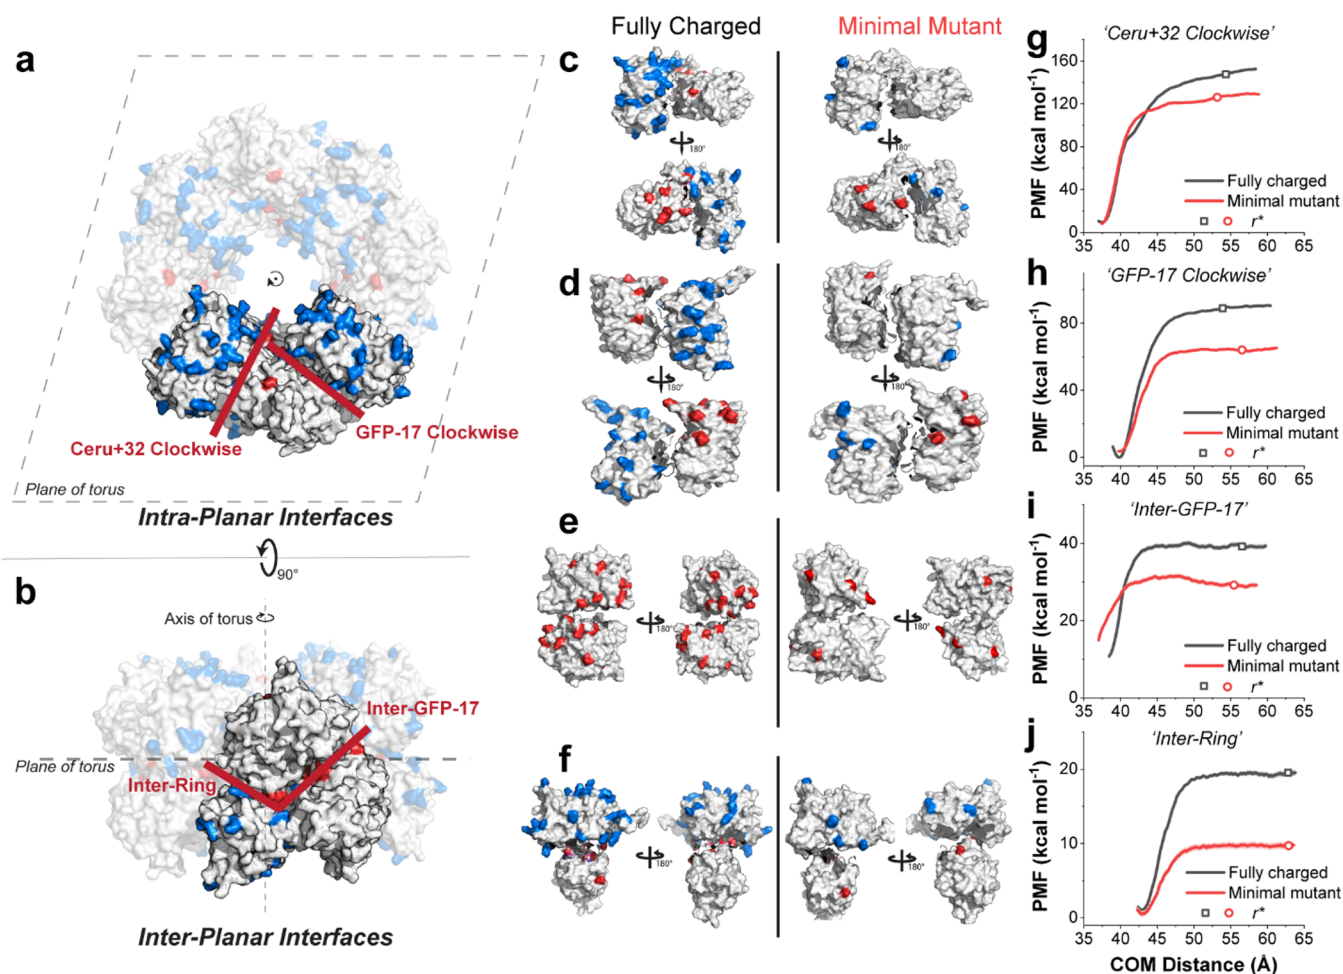 a
Ceru+32 Clockwise
GFP-17 Clockwise
Plane of torus
Intra-Planar Interfaces
90°
b
Axis of torus
Inter-GFP-17
Plane of torus
Inter-Ring
Inter-Planar Interfaces
Fully Charged
Minimal Mutant
c
180°
180°
d
180°
180°
e
180°
180°
180°
180°
f
180°
180°
180°
180°
g
'Ceru+32 Clockwise'
PMF (kcal mol-1)
160
120
80
40
0
Fully charged
Minimal mutant
r*
35 40 45 50 55 60 65
h
'GFP-17 Clockwise'
PMF (kcal mol-1)
80
40
0
Fully charged
Minimal mutant
r*
35 40 45 50 55 60 65
i
'Inter-GFP-17'
PMF (kcal mol-1)
40
20
0
Fully charged
Minimal mutant
r*
35 40 45 50 55 60 65
j
'Inter-Ring'
PMF (kcal mol-1)
20
10
0
Fully charged
Minimal mutant
r*
35 40 45 50 55 60 65
COM Distance (Å)